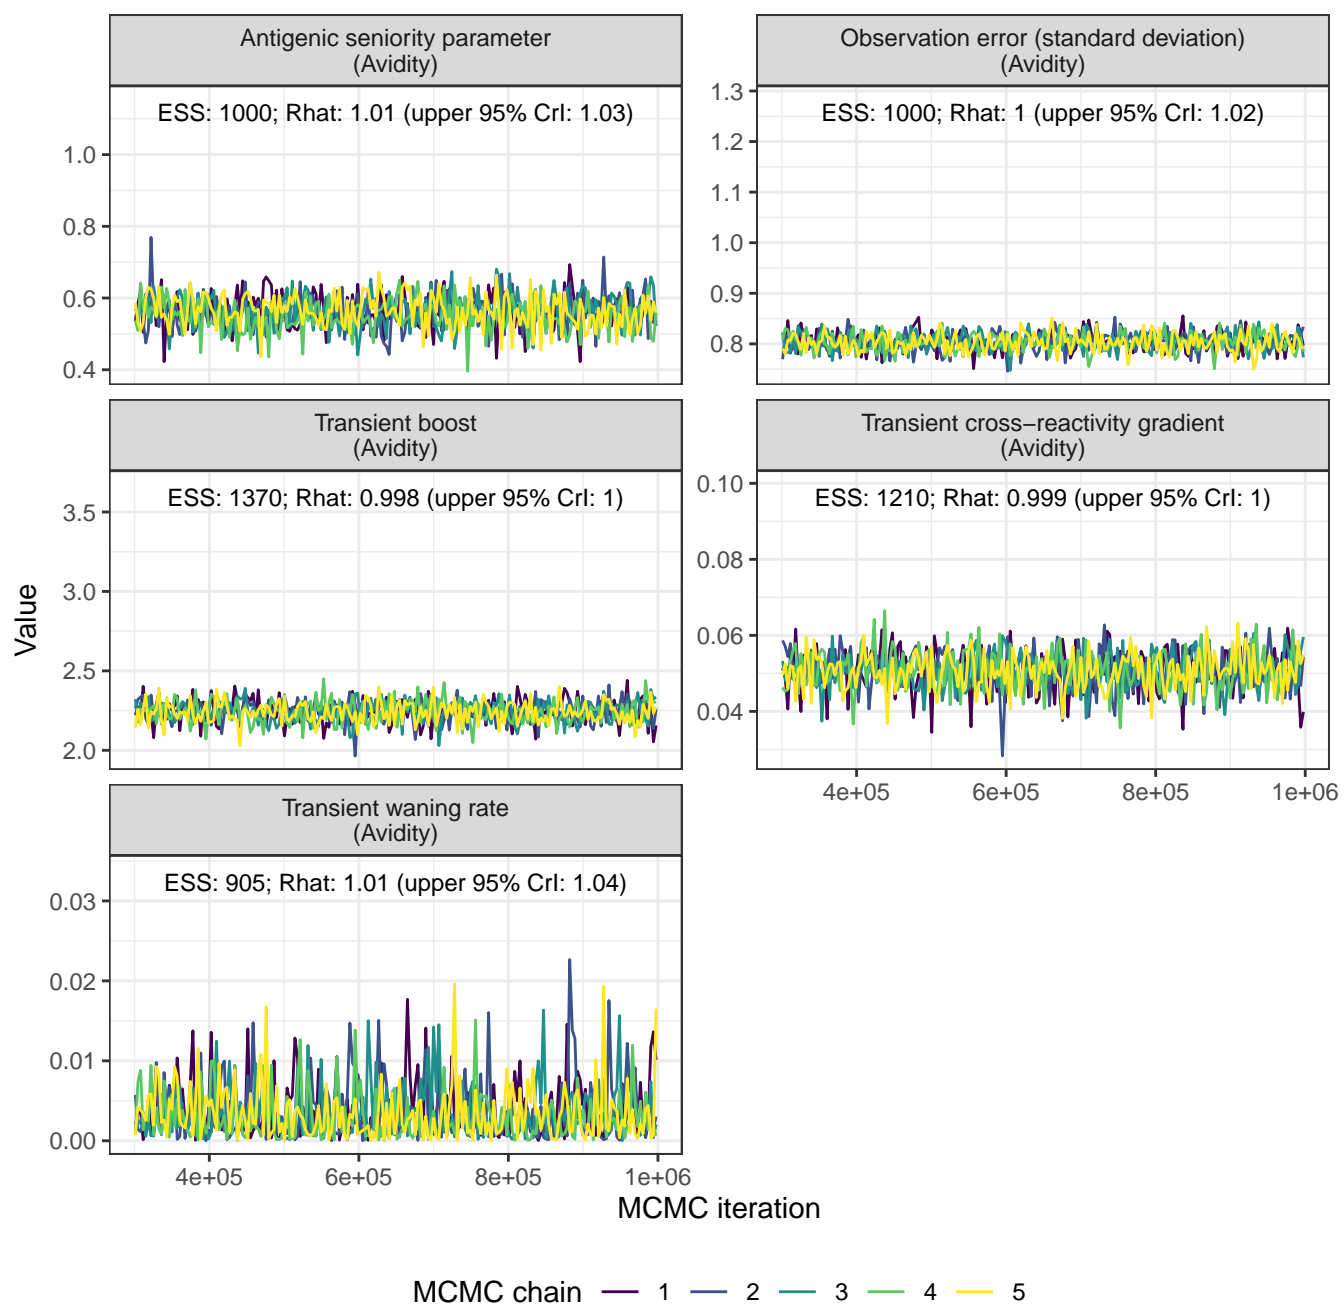 Antigenic seniority parameter
(Avidity)
ESS: 1000; Rhat: 1.01 (upper 95% CrI: 1.03)
1.0
0.8
0.6
0.4
Observation error (standard deviation)
(Avidity)
ESS: 1000; Rhat: 1 (upper 95% CrI: 1.02)
1.3
1.2
1.1
1.0
0.9
0.8
Transient boost
(Avidity)
ESS: 1370; Rhat: 0.998 (upper 95% CrI: 1)
3.5
3.0
2.5
2.0
Transient cross−reactivity gradient
(Avidity)
ESS: 1210; Rhat: 0.999 (upper 95% CrI: 1)
0.10
0.08
0.06
0.04
4e+05 6e+05 8e+05 1e+06
Transient waning rate
(Avidity)
ESS: 905; Rhat: 1.01 (upper 95% CrI: 1.04)
0.03
0.02
0.01
0.00
4e+05 6e+05 8e+05 1e+06
Value
MCMC iteration
MCMC chain 1 2 3 4 5